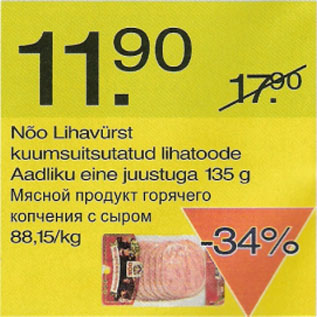 11.90
17.90
Nõo Lihavürst
kuumsuitsutatud lihatoode
Aadliku eine juustuga 135 g
Мясной продукт горячего
копчения с сыром
88,15/kg
-34%